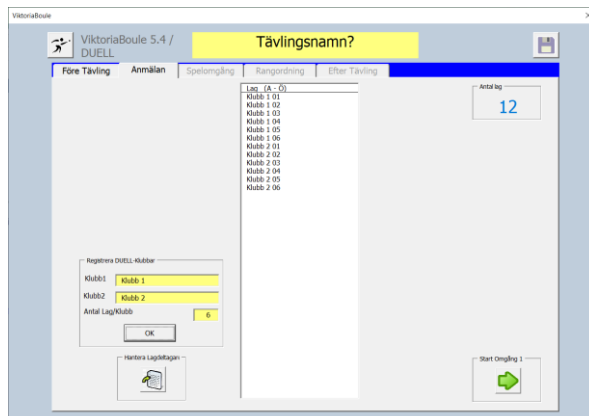 ViktoriaBoule
ViktoriaBoule 5.4 /
DUELL
Tävlingsnamn?
Före Tävling Anmälan Spelomgång Rangordning Efter Tävling
Lag (A - Ö)
Klubb 1 01
Klubb 1 02
Klubb 1 03
Klubb 1 04
Klubb 1 05
Klubb 1 06
Klubb 2 01
Klubb 2 02
Klubb 2 03
Klubb 2 04
Klubb 2 05
Klubb 2 06
Antal lag
12
Registrera DUELL-Klubbar
Klubb1 Klubb 1
Klubb2 Klubb 2
Antal Lag/Klubb 6
OK
Hantera Lagdeltagan
Start Omgång 1